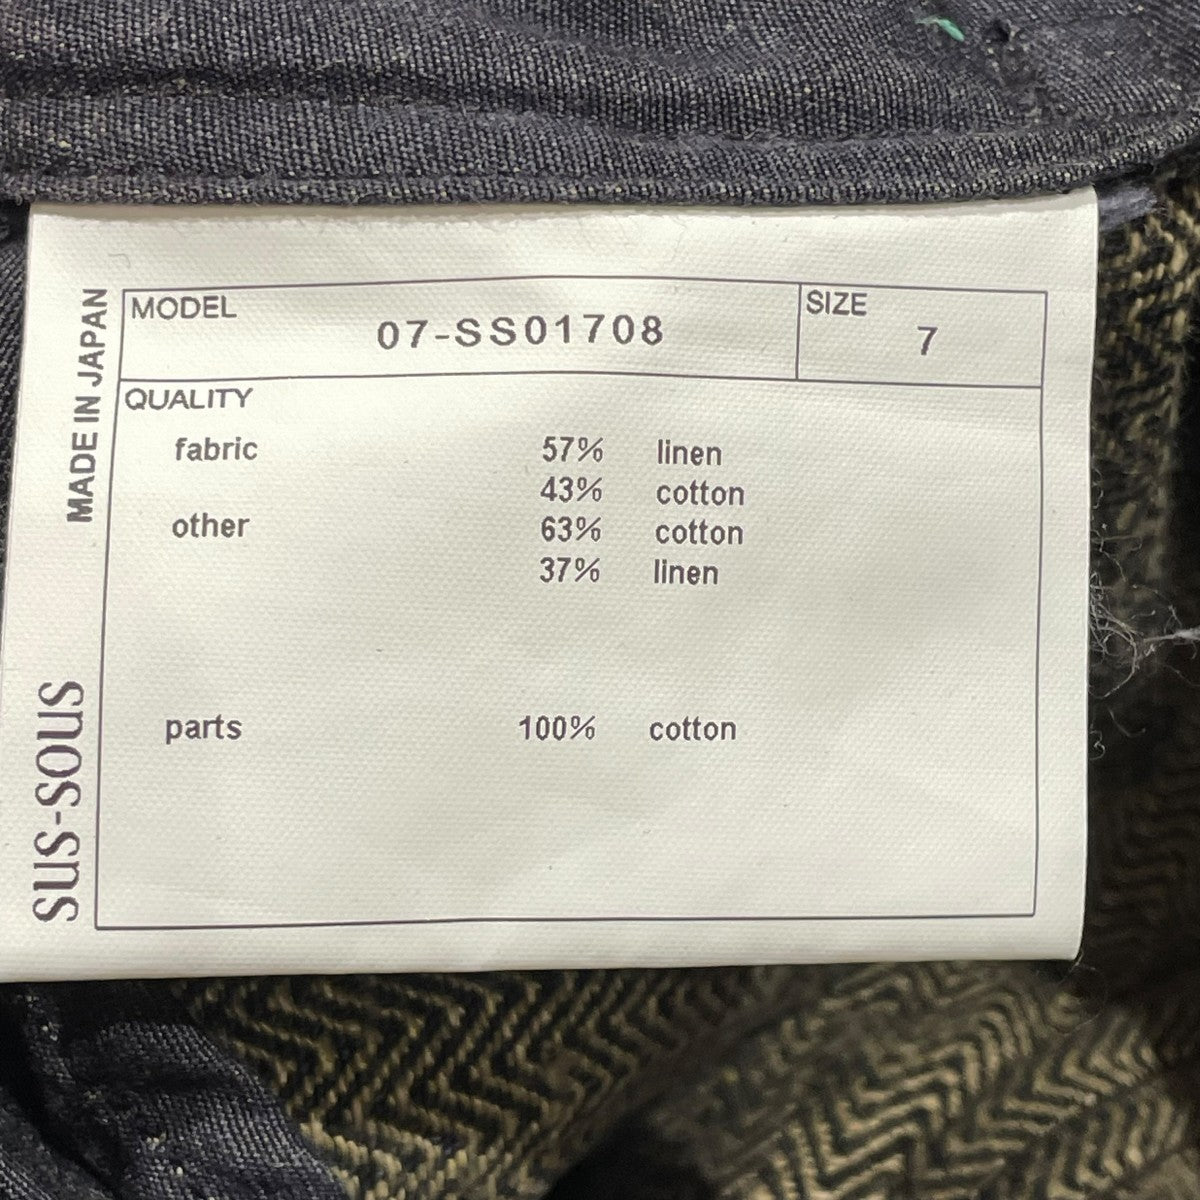 MODEL
07-SS01708
SIZE
7
QUALITY
fabric 57% linen
43% cotton
other 63% cotton
37% linen
parts 100% cotton
MADE IN JAPAN
sus-sous